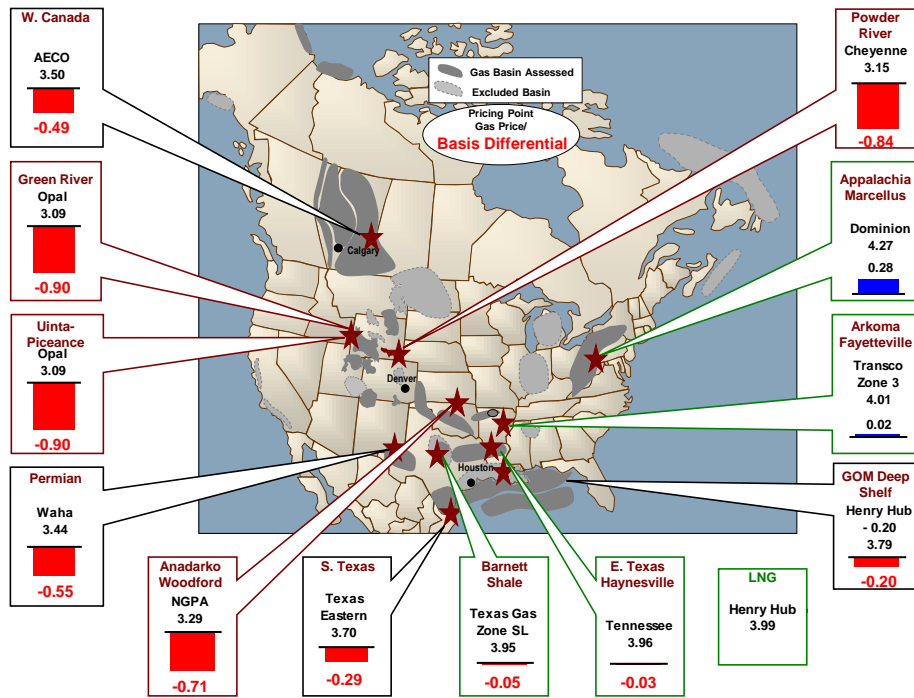 W. Canada
AECO
3.50
-0.49
Green River
Opal
3.09
-0.90
Uinta-
Piceance
Opal
3.09
-0.90
Permian
Waha
3.44
-0.55
Anadarko
Woodford
NGPA
3.29
-0.71
S. Texas
Texas
Eastern
3.70
-0.29
Barnett
Shale
Texas Gas
Zone SL
3.95
-0.05
E. Texas
Haynesville
Tennessee
3.96
-0.03
LNG
Henry Hub
3.99
Gas Basin Assessed
Excluded Basin
Pricing Point
Gas Price/
Basis Differential
Calgary
Denver
Houston
Powder
River
Cheyenne
3.15
-0.84
Appalachia
Marcellus
Dominion
4.27
0.28
Arkoma
Fayetteville
Transco
Zone 3
4.01
0.02
GOM Deep
Shelf
Henry Hub
- 0.20
3.79
-0.20